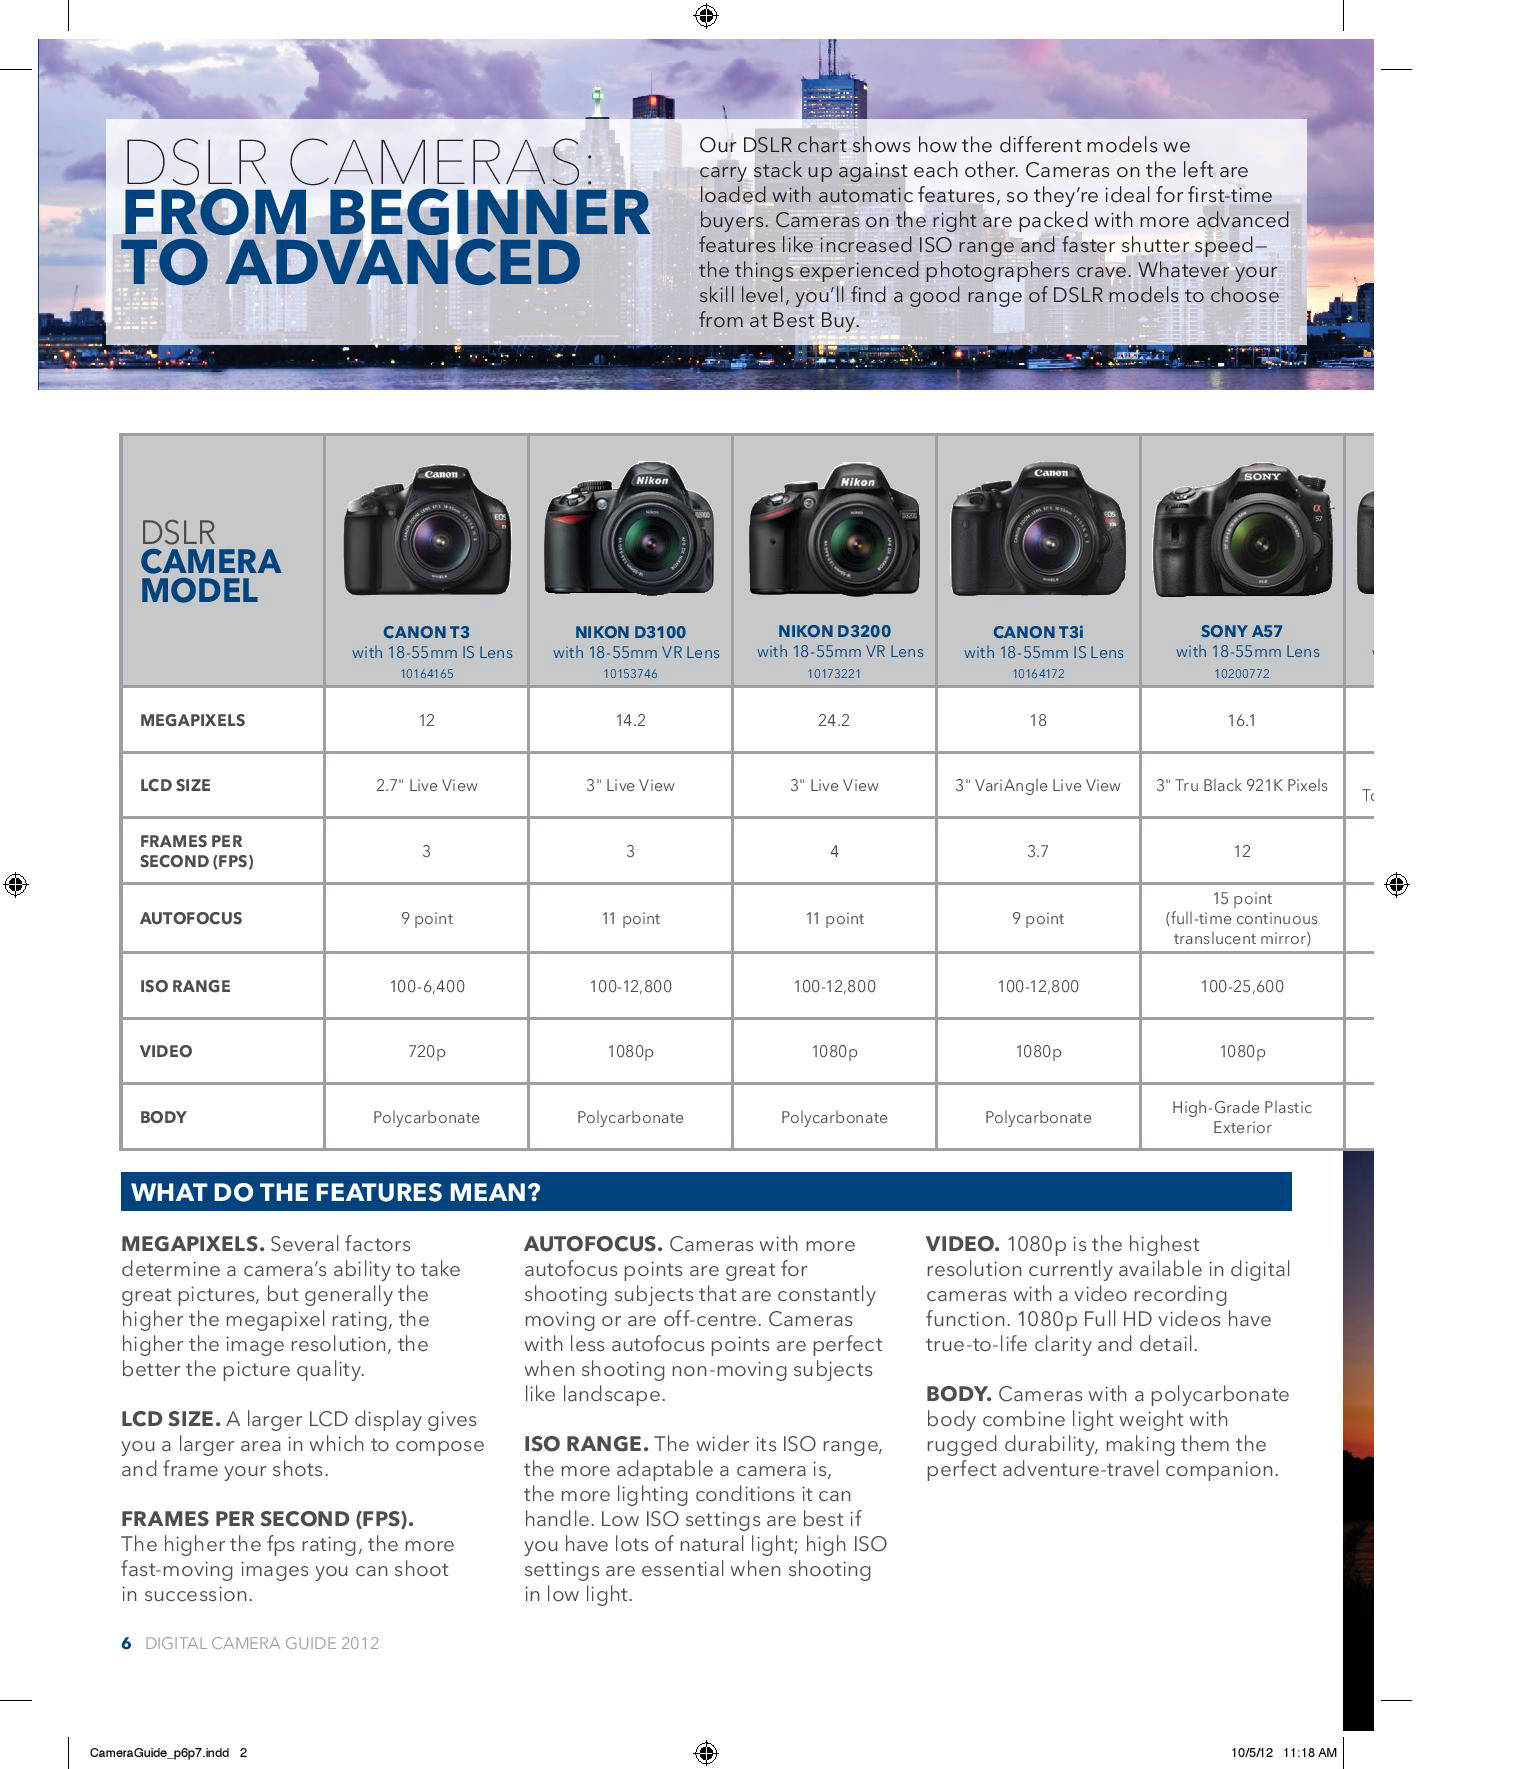 DSLR CAMERAS:
FROM BEGINNER
TO ADVANCED
Our DSLR chart shows how the different models we
carry stack up against each other. Cameras on the left are
loaded with automatic features, so they’re ideal for first-time
buyers. Cameras on the right are packed with more advanced
features like increased ISO range and faster shutter speed—
the things experienced photographers crave. Whatever your
skill level, you’ll find a good range of DSLR models to choose
from at Best Buy.
DSLR
CAMERA
MODEL
Canon
Nikon
Nikon
Canon
SONY
CANON T3
with 18-55mm IS Lens
10164165
NIKON D3100
with 18-55mm VR Lens
10153746
NIKON D3200
with 18-55mm VR Lens
10173221
CANON T3i
with 18-55mm IS Lens
10164172
SONY A57
with 18-55mm Lens
10200772
MEGAPIXELS
12
14.2
24.2
18
16.1
LCD SIZE
2.7" Live View
3" Live View
3" Live View
3" VariAngle Live View
3" Tru Black 921K Pixels
FRAMES PER
SECOND (FPS)
3
3
4
3.7
12
AUTOFOCUS
9 point
11 point
11 point
9 point
15 point
(full-time continuous
translucent mirror)
ISO RANGE
100-6,400
100-12,800
100-12,800
100-12,800
100-25,600
VIDEO
720p
1080p
1080p
1080p
1080p
BODY
Polycarbonate
Polycarbonate
Polycarbonate
Polycarbonate
High-Grade Plastic
Exterior
WHAT DO THE FEATURES MEAN?
MEGAPIXELS. Several factors
determine a camera’s ability to take
great pictures, but generally the
higher the megapixel rating, the
higher the image resolution, the
better the picture quality.
LCD SIZE. A larger LCD display gives
you a larger area in which to compose
and frame your shots.
FRAMES PER SECOND (FPS).
The higher the fps rating, the more
fast-moving images you can shoot
in succession.
AUTOFOCUS. Cameras with more
autofocus points are great for
shooting subjects that are constantly
moving or are off-centre. Cameras
with less autofocus points are perfect
when shooting non-moving subjects
like landscape.
ISO RANGE. The wider its ISO range,
the more adaptable a camera is,
the more lighting conditions it can
handle. Low ISO settings are best if
you have lots of natural light; high ISO
settings are essential when shooting
in low light.
VIDEO. 1080p is the highest
resolution currently available in digital
cameras with a video recording
function. 1080p Full HD videos have
true-to-life clarity and detail.
BODY. Cameras with a polycarbonate
body combine light weight with
rugged durability, making them the
perfect adventure-travel companion.
6 DIGITAL CAMERA GUIDE 2012
CameraGuide_p6p7.indd 2
10/5/12 11:18 AM